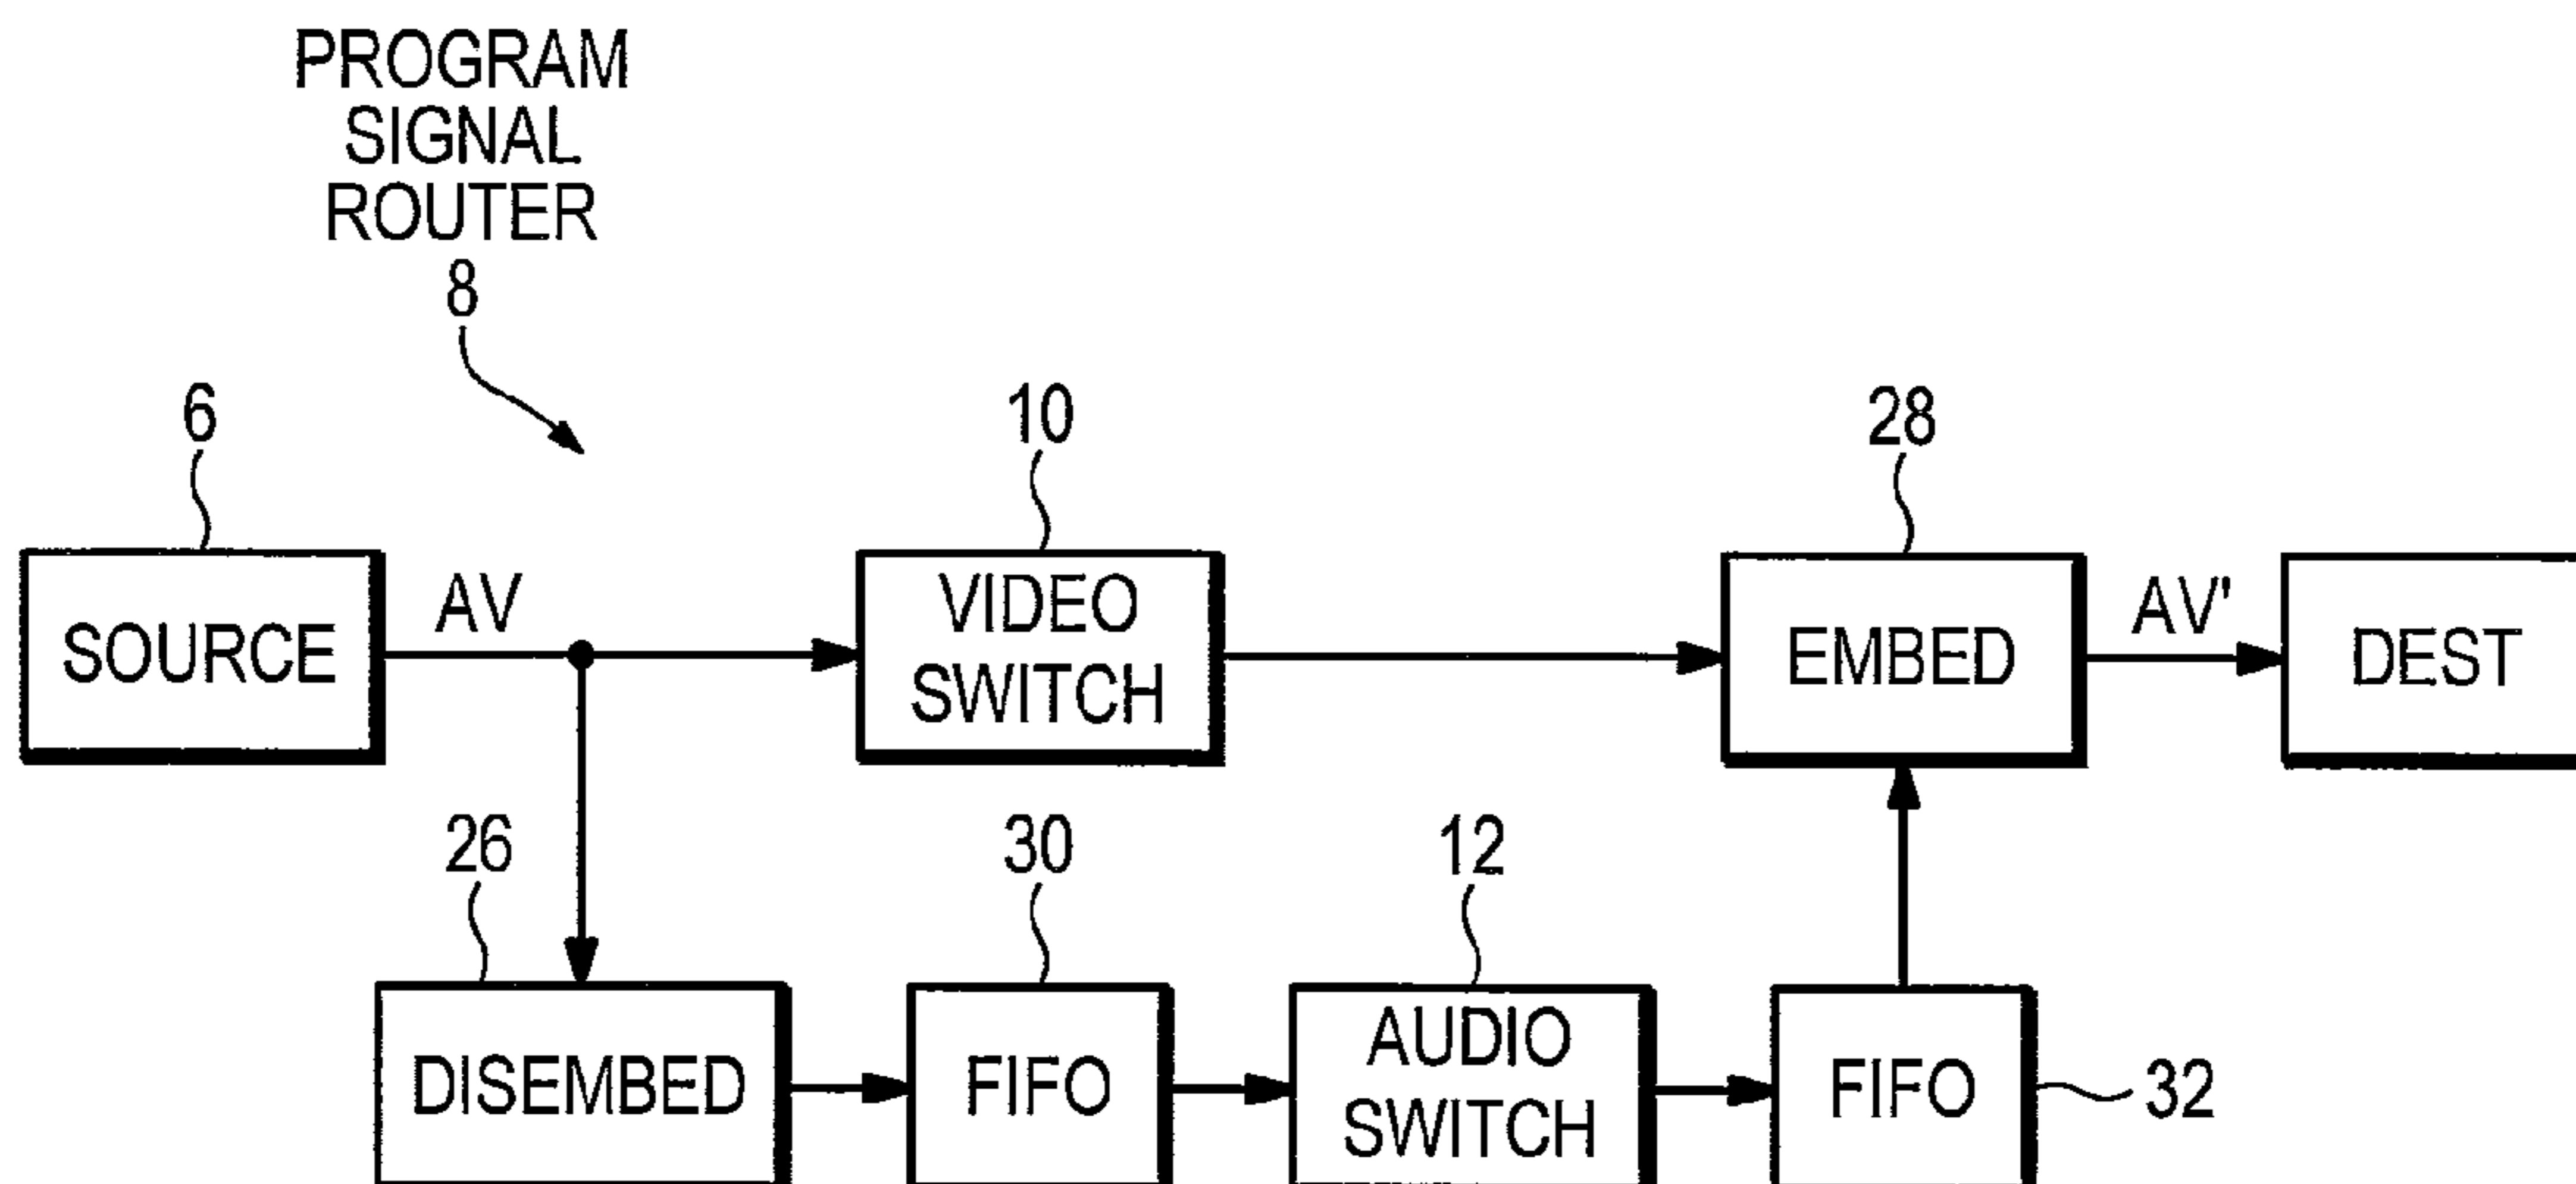 PROGRAM
SIGNAL
ROUTER
8
6
10
28
SOURCE
AV
VIDEO
SWITCH
EMBED
AV'
DEST
26
30
12
DISEMBED
FIFO
AUDIO
SWITCH
FIFO
32